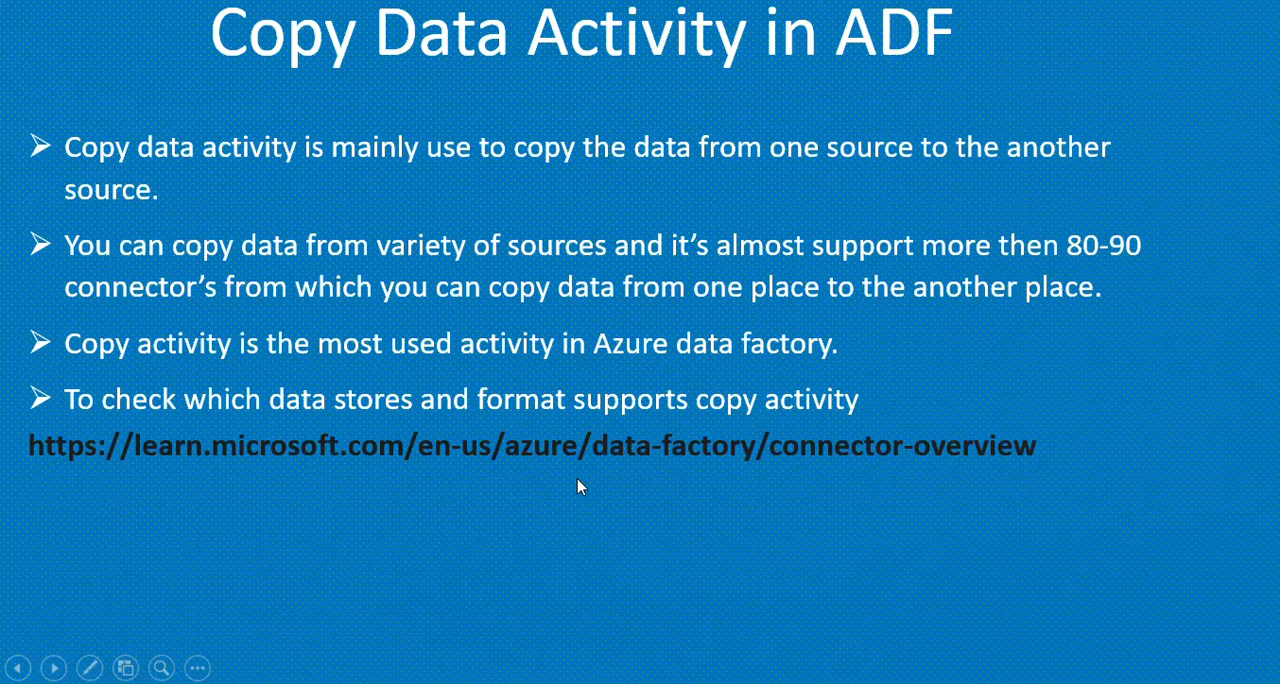 Copy Data Activity in ADF
Copy data activity is mainly use to copy the data from one source to the another
source.
You can copy data from variety of sources and it’s almost support more then 80-90
connector’s from which you can copy data from one place to the another place.
Copy activity is the most used activity in Azure data factory.
To check which data stores and format supports copy activity
https://learn.microsoft.com/en-us/azure/data-factory/connector-overview